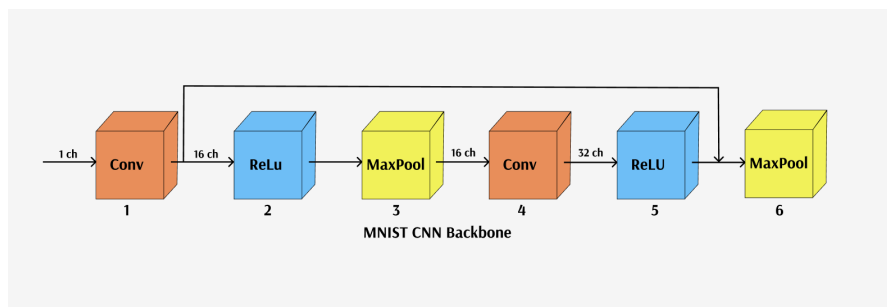 1 ch
16 ch
16 ch
32 ch
Conv
ReLu
MaxPool
Conv
ReLU
MaxPool
1
2
3
4
5
6
MNIST CNN Backbone